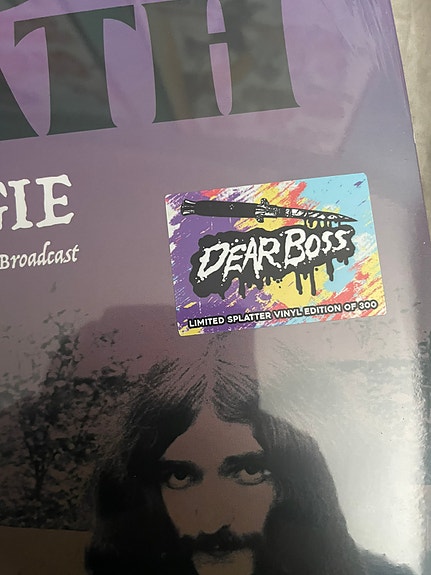 ATH
GIE
Broadcast
DEAR BOSS
LIMITED SPLATTER VINYL EDITION OF 300